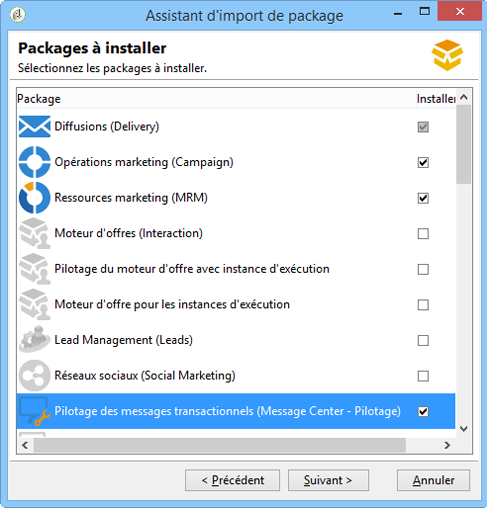 Assistant d'import de package
Packages à installer
Sélectionnez les packages à installer.
Package Installer
Diffusions (Delivery)
Opérations marketing (Campaign)
Ressources marketing (MRM)
Moteur d'offres (Interaction)
Pilotage du moteur d'offre avec instance d'exécution
Moteur d'offre pour les instances d'exécution
Lead Management (Leads)
Réseaux sociaux (Social Marketing)
Pilotage des messages transactionnels (Message Center - Pilotage)
< Précédent Suivant > Annuler